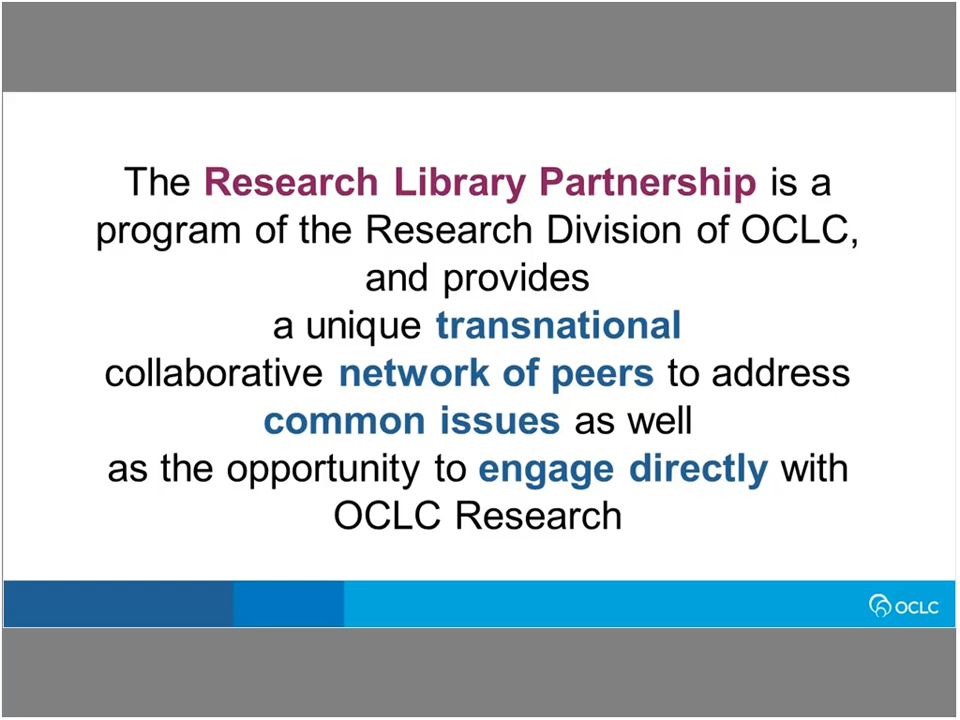 The Research Library Partnership is a
program of the Research Division of OCLC,
and provides
a unique transnational
collaborative network of peers to address
common issues as well
as the opportunity to engage directly with
OCLC Research
OCLC